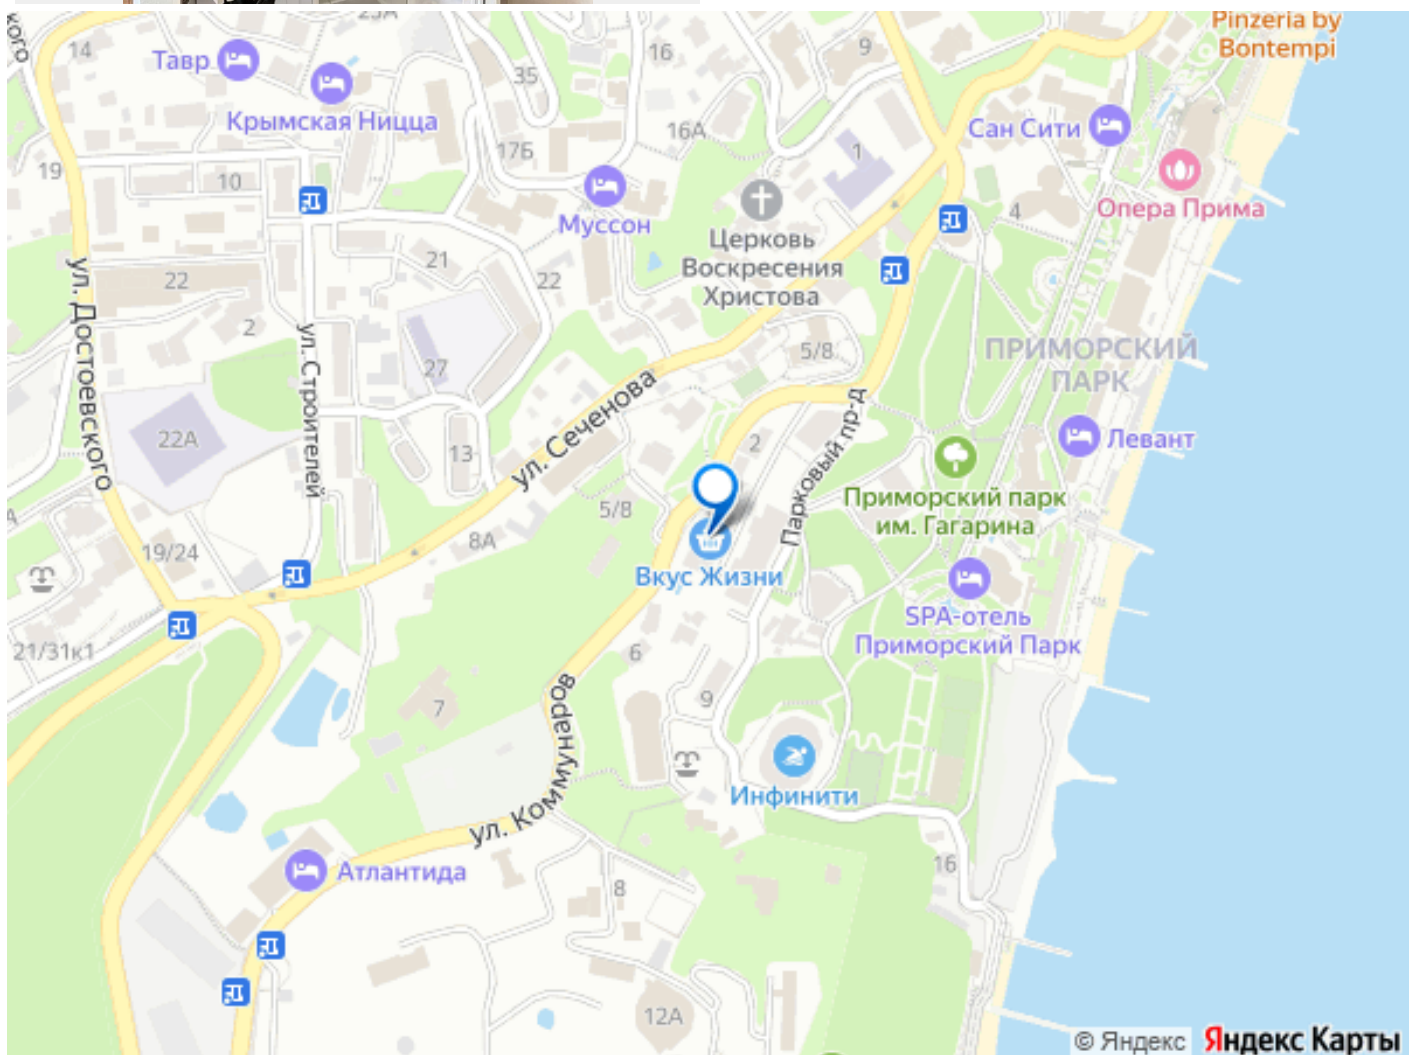 кого
14
Тавр
23А
35
16
9
Pinzeria by
Bontempi
Крымская Ницца
176
16А
1
Сан Сити
19
10
Муссон
Церковь
Воскресения
Христова
4
Опера Прима
ул. Достоевского
22
21
22
2
ул. Строителей
27
5/8
ПРИМОРСКИЙ
ПАРК
22А
13
ул. Сеченова
2
Парковый пр-д
Левант
Приморский парк
им. Гагарина
5/8
8А
19/24
Вкус Жизни
SPA-отель
Приморский Парк
21/31к1
6
7
9
ул. Коммунаров
Инфинити
Атлантида
8
16
12А
© Яндекс Яндекс Карты